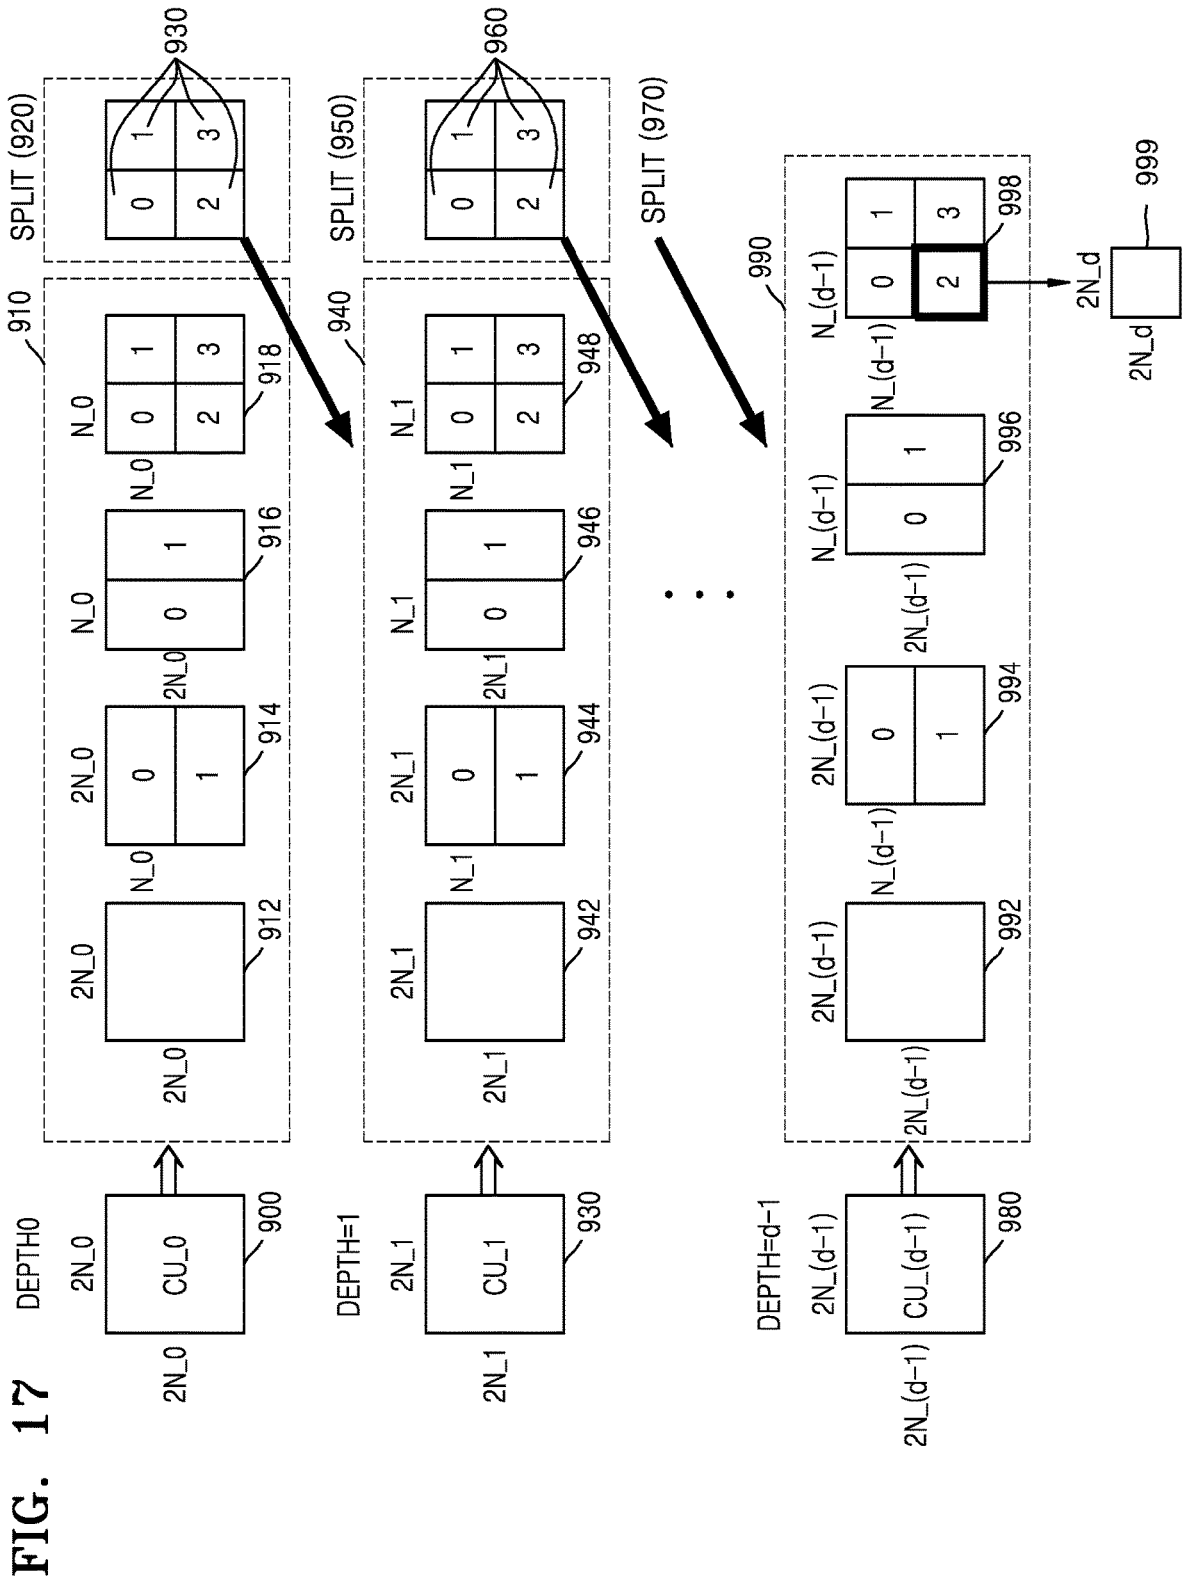 FIG. 17
DEPTH0
2N_0
2N_0
CU_0
900
910
2N_0
2N_0
912
2N_0
N_0
0
1
914
N_0
2N_0
0
1
916
N_0
N_0
0
1
2
3
918
SPLIT (920)
0
1
2
3
930
DEPTH=1
2N_1
2N_1
CU_1
930
940
2N_1
2N_1
942
2N_1
N_1
0
1
944
N_1
2N_1
0
1
946
N_1
N_1
0
1
2
3
948
SPLIT (950)
0
1
2
3
960
SPLIT (970)
DEPTH=d-1
2N_(d-1)
2N_(d-1)
CU_(d-1)
980
990
2N_(d-1)
2N_(d-1)
992
2N_(d-1)
N_(d-1)
0
1
994
N_(d-1)
2N_(d-1)
0
1
996
N_(d-1)
N_(d-1)
0
1
2
3
998
2N_d
2N_d
999